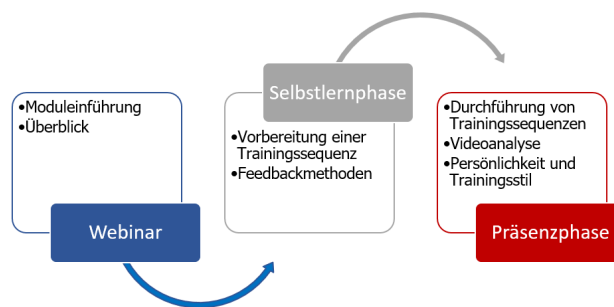 •Moduleinführung
•Überblick
Webinar
Selbstlernphase
•Vorbereitung einer
Trainingssequenz
•Feedbackmethoden
•Durchführung von
Trainingssequenzen
•Videoanalyse
•Persönlichkeit und
Trainingsstil
Präsenzphase